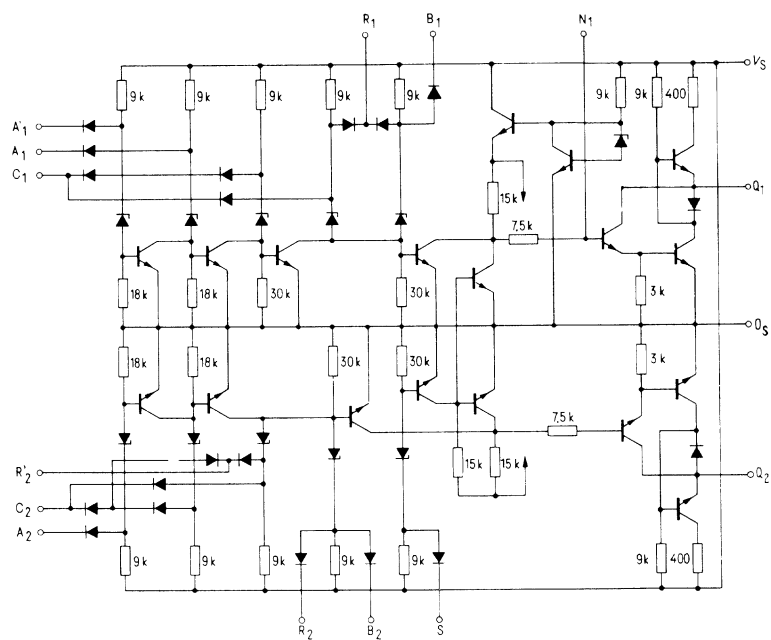 R₁ B₁ N₁
Vₛ
9k 9k 9k 9k 9k 9k 9k 400
A'₁
A₁
C₁
Q₁
15k
7,5k
18k 18k 30k 30k 3k
0ₛ
18k 18k 30k 30k 3k
7,5k
15k 15k
R'₂
Q₂
C₂
A₂
9k 9k 9k 9k 9k 9k 400
R₂ B₂ S